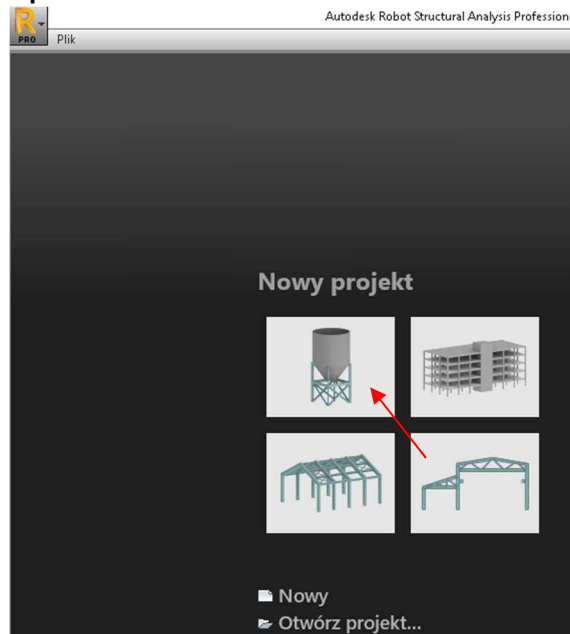 Autodesk Robot Structural Analysis Profession
PRO
Plik
Nowy projekt
Nowy
Otwórz projekt...